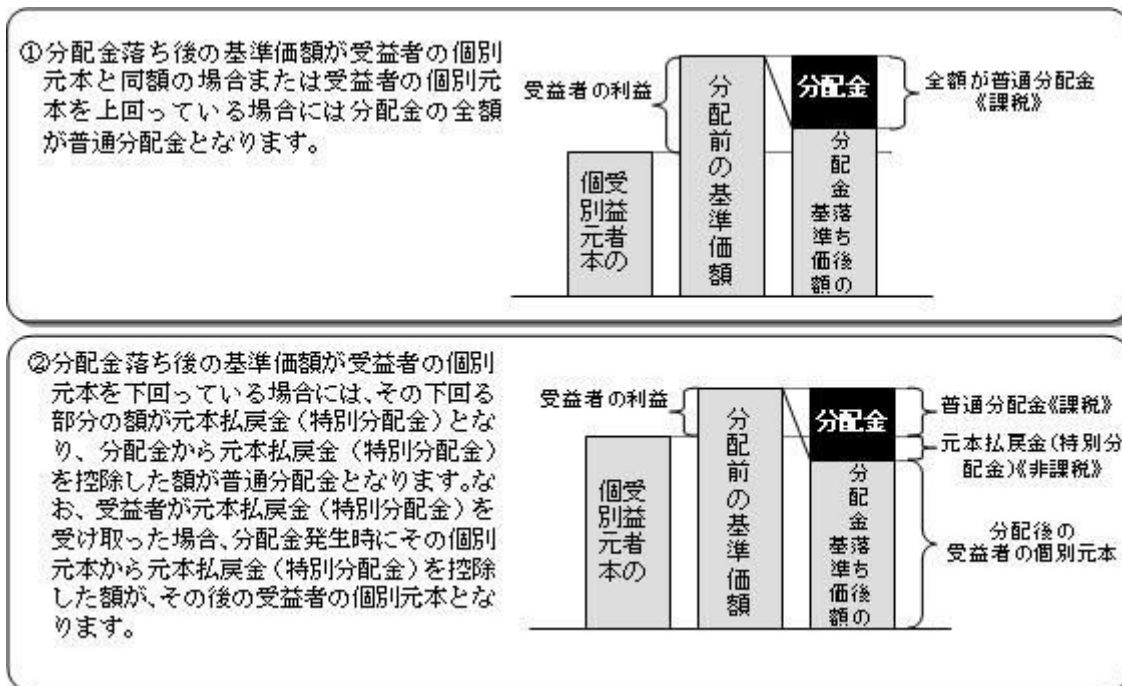 ①分配金落ち後の基準価額が受益者の個別
元本と同額の場合または受益者の個別元
本を上回っている場合には分配金の全額
が普通分配金となります。
受益者の利益
個別元本
受益者の
分配前の基準価額
分配金
分配金落ち後の
基準価額
全額が普通分配金
《課税》
②分配金落ち後の基準価額が受益者の個別
元本を下回っている場合には、その下回る
部分の額が元本払戻金(特別分配金)とな
り、分配金から元本払戻金(特別分配金)
を控除した額が普通分配金となります。な
お、受益者が元本払戻金(特別分配金)を
受け取った場合、分配金発生時にその個別
元本から元本払戻金(特別分配金)を控除
した額が、その後の受益者の個別元本とな
ります。
受益者の利益
受益者の
個別元本
分配前の基準価額
分配金
分配金落ち後の
基準価額
普通分配金《課税》
元本払戻金(特別分
配金)《非課税》
分配後の
受益者の個別元本